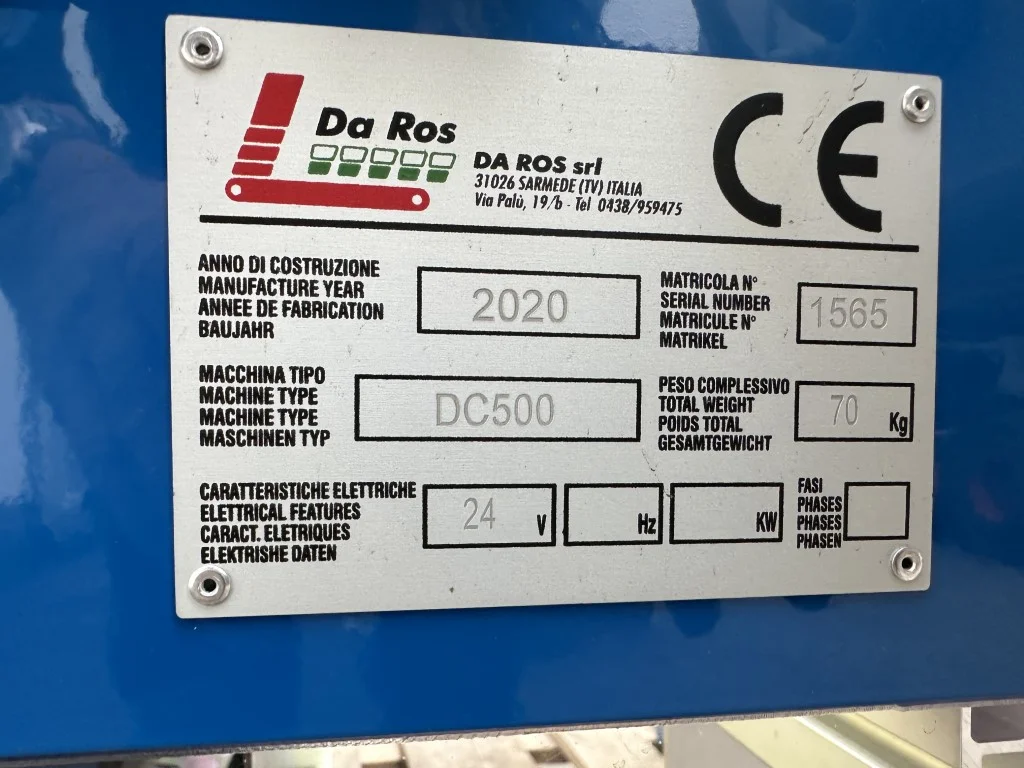 Da Ros
DA ROS srl
31026 SARMEDE (TV) ITALIA
Via Palù, 19/b - Tel 0438/959475
CE
ANNO DI COSTRUZIONE
MANUFACTURE YEAR
ANNEE DE FABRICATION
BAUJAHR
2020
MATRICOLA N°
SERIAL NUMBER
MATRICULE N°
MATRIKEL
1565
MACCHINA TIPO
MACHINE TYPE
MACHINE TYPE
MASCHINEN TYP
DC500
PESO COMPLESSIVO
TOTAL WEIGHT
POIDS TOTAL
GESAMTGEWICHT
70 Kg
CARATTERISTICHE ELETTRICHE
ELETTRICAL FEATURES
CARACT. ELETRIQUES
ELEKTRISHE DATEN
24 V
Hz
KW
FASI
PHASES
PHASES
PHASEN